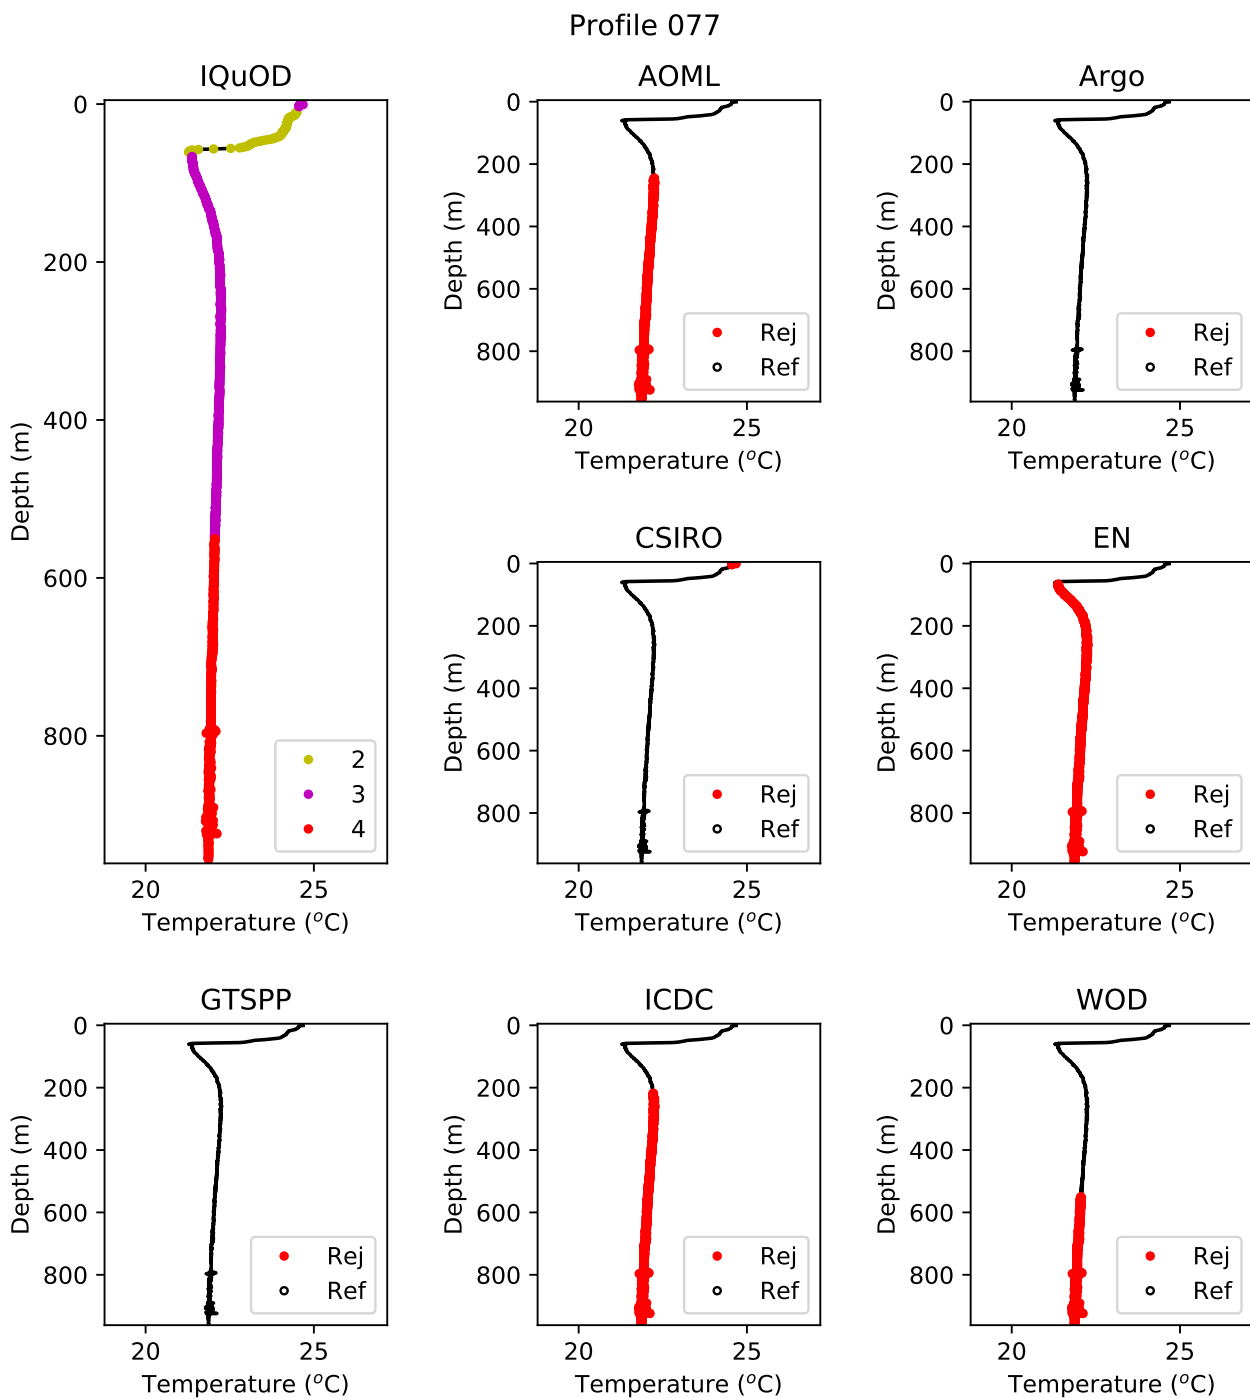 Profile 077
IQuOD
0
200
400
600
800
Depth (m)
2
3
4
20 25
Temperature (°C)
AOML
0
200
400
600
800
Depth (m)
Rej
Ref
20 25
Temperature (°C)
Argo
0
200
400
600
800
Depth (m)
Rej
Ref
20 25
Temperature (°C)
CSIRO
0
200
400
600
800
Depth (m)
Rej
Ref
20 25
Temperature (°C)
EN
0
200
400
600
800
Depth (m)
Rej
Ref
20 25
Temperature (°C)
GTSPP
0
200
400
600
800
Depth (m)
Rej
Ref
20 25
Temperature (°C)
ICDC
0
200
400
600
800
Depth (m)
Rej
Ref
20 25
Temperature (°C)
WOD
0
200
400
600
800
Depth (m)
Rej
Ref
20 25
Temperature (°C)